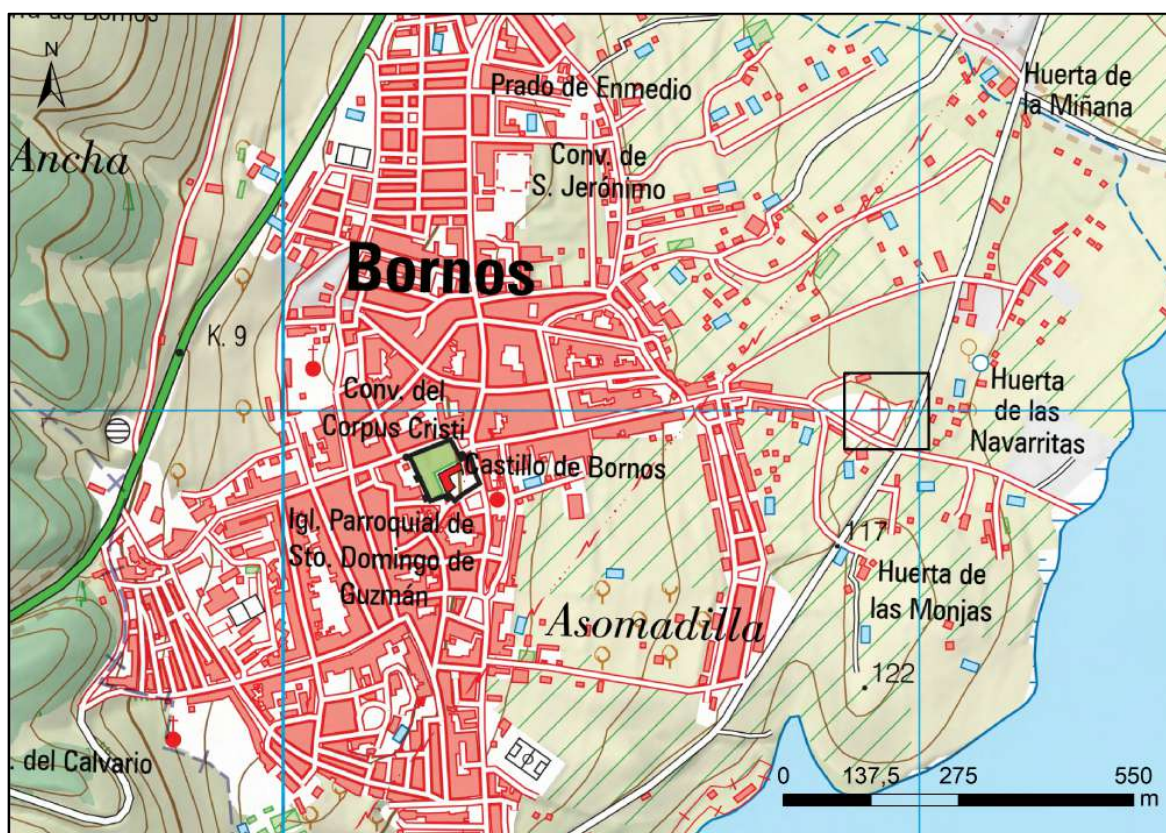 de Bornos
N
Ancha
Prado de Enmedio
Huerta de
la Miñana
Conv. de
S. Jerónimo
Bornos
K. 9
Conv. del
Corpus Cristi
Huerta
de las
Navarritas
Castillo de Bornos
Igl. Parroquial de
Sto. Domingo de
Guzmán
117
Huerta de
las Monjas
Asomadilla
122
. del Calvario
0 137,5 275 550
m